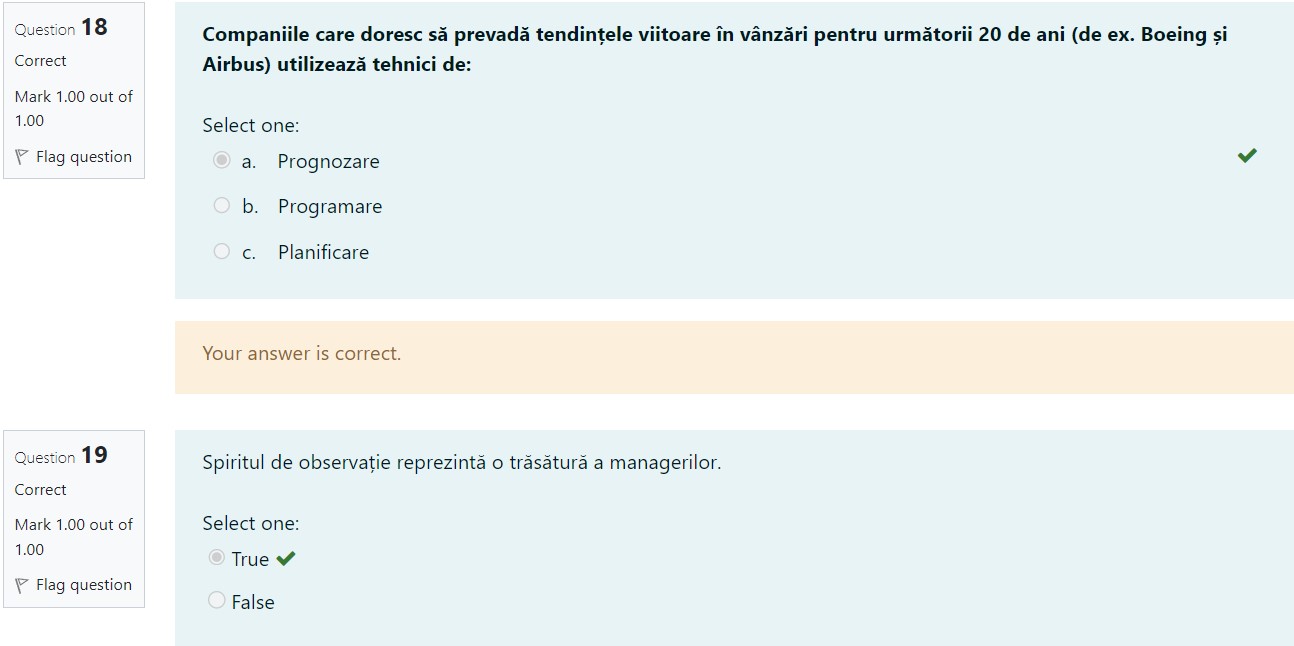 Question 18
Correct
Mark 1.00 out of
1.00
Flag question
Companiile care doresc să prevadă tendințele viitoare în vânzări pentru următorii 20 de ani (de ex. Boeing și
Airbus) utilizează tehnici de:
Select one:
a. Prognozare
b. Programare
c. Planificare
Your answer is correct.
Question 19
Correct
Mark 1.00 out of
1.00
Flag question
Spiritul de observație reprezintă o trăsătură a managerilor.
Select one:
True
False